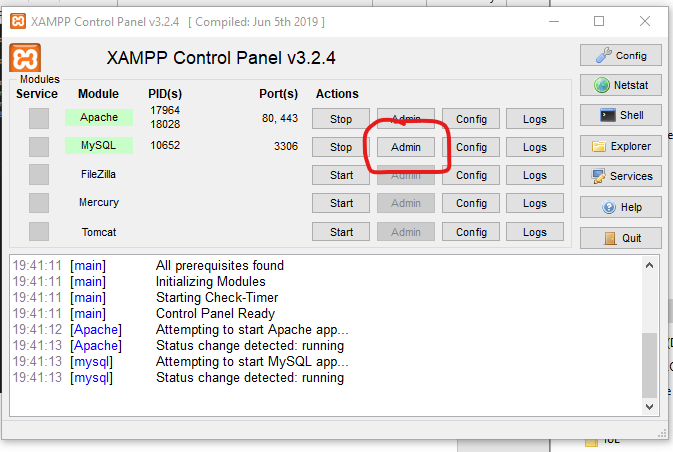 XAMPP Control Panel v3.2.4 [ Compiled: Jun 5th 2019 ]
XAMPP Control Panel v3.2.4
Config
Modules
Service Module PID(s) Port(s) Actions
Netstat
Apache 17964 18028 80, 443 Stop Admin Config Logs
Shell
MySQL 10652 3306 Stop Admin Config Logs
Explorer
FileZilla Start Admin Config Logs
Services
Mercury Start Admin Config Logs
Help
Tomcat Start Admin Config Logs
Quit
19:41:11 [main] All prerequisites found
19:41:11 [main] Initializing Modules
19:41:11 [main] Starting Check-Timer
19:41:11 [main] Control Panel Ready
19:41:12 [Apache] Attempting to start Apache app...
19:41:13 [Apache] Status change detected: running
19:41:13 [mysql] Attempting to start MySQL app...
19:41:13 [mysql] Status change detected: running